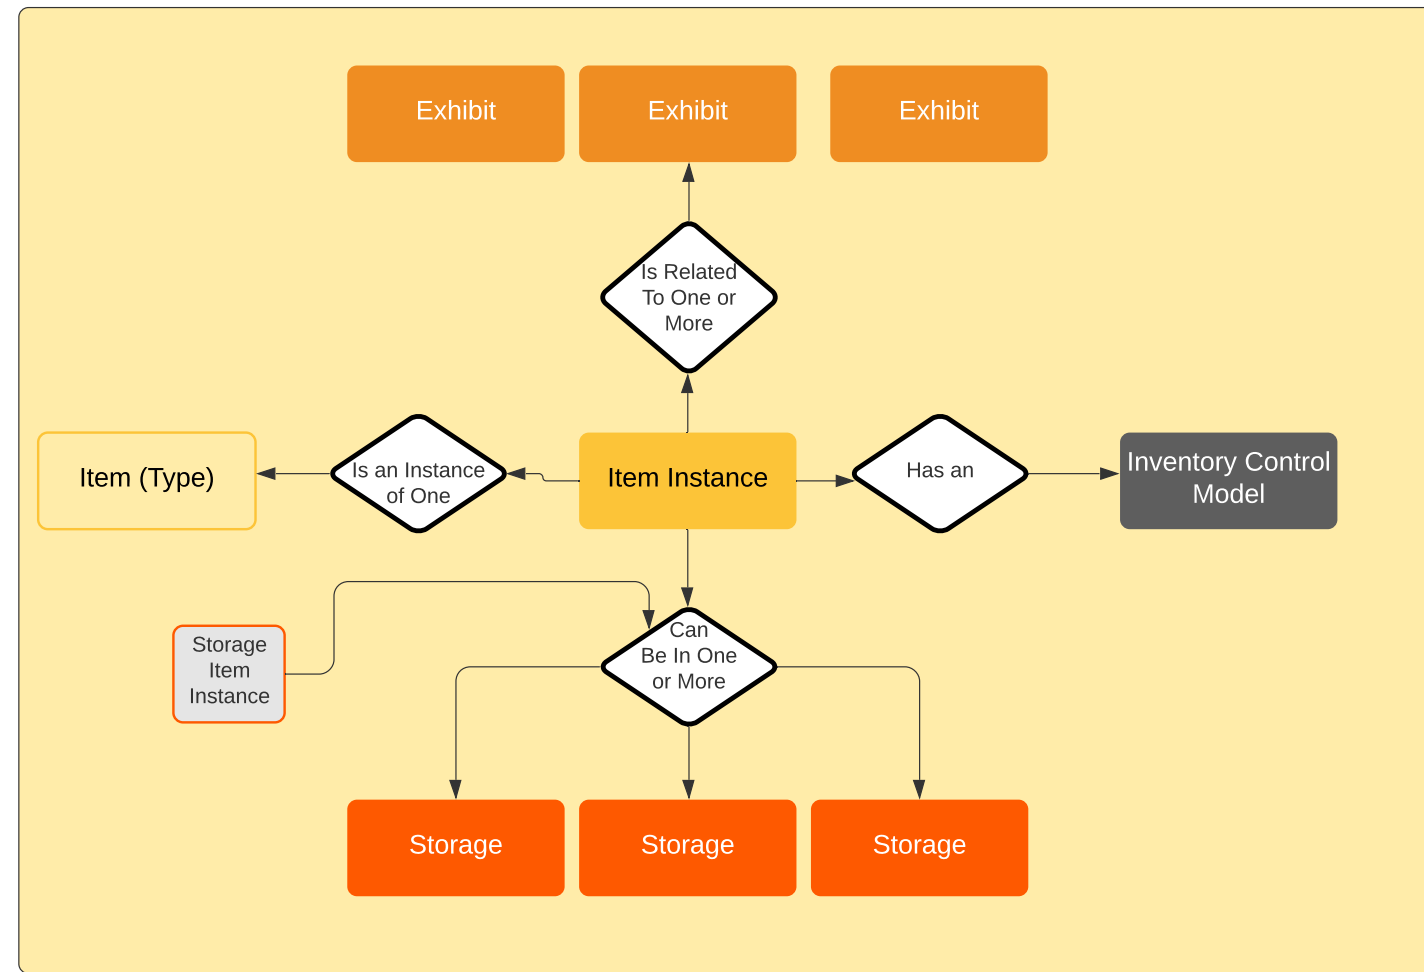 Exhibit
Exhibit
Exhibit
Is Related
To One or
More
Item (Type)
Is an Instance
of One
Item Instance
Has an
Inventory Control
Model
Storage
Item
Instance
Can
Be In One
or More
Storage
Storage
Storage